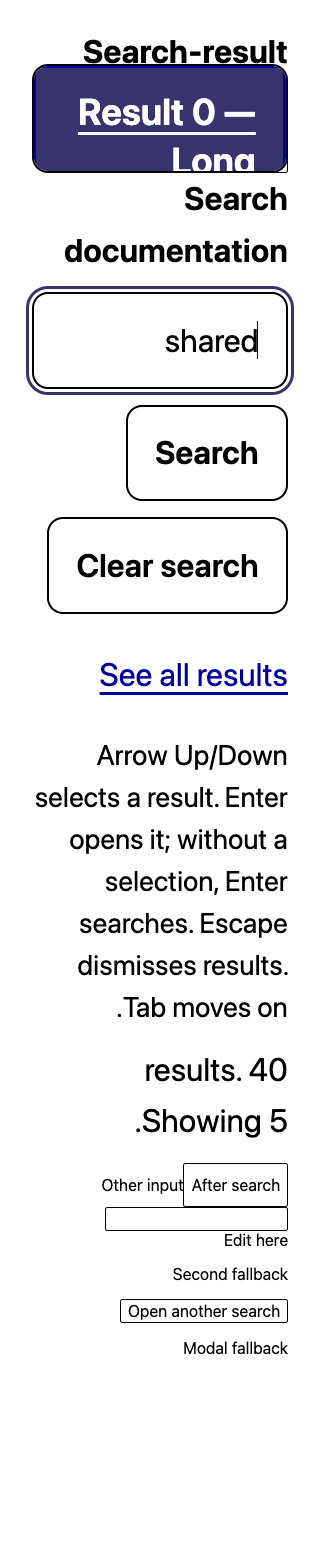 Search-result
Result 0 —
Long
Search
documentation
shared
Search
Clear search
See all results
Arrow Up/Down
selects a result. Enter
opens it; without a
selection, Enter
searches. Escape
dismisses results.
.Tab moves on
results. 40
.Showing 5
Other input After search
Edit here
Second fallback
Open another search
Modal fallback